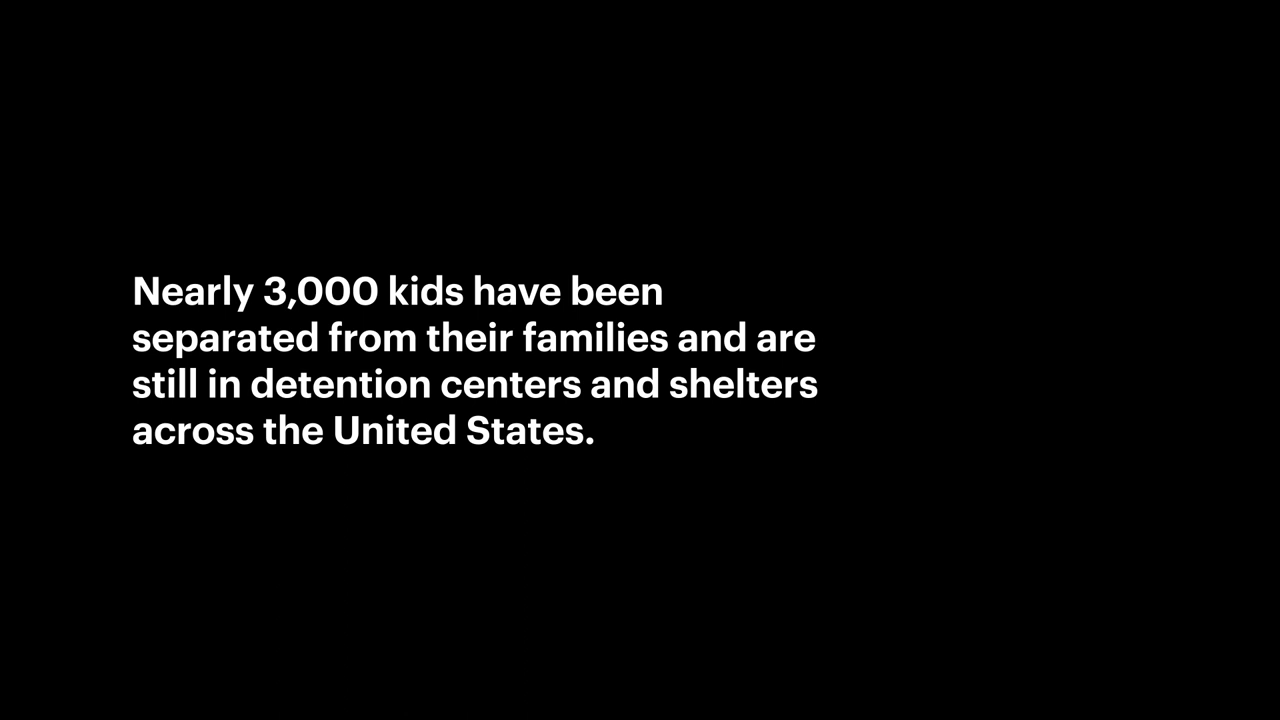 Nearly 3,000 kids have been
separated from their families and are
still in detention centers and shelters
across the United States.